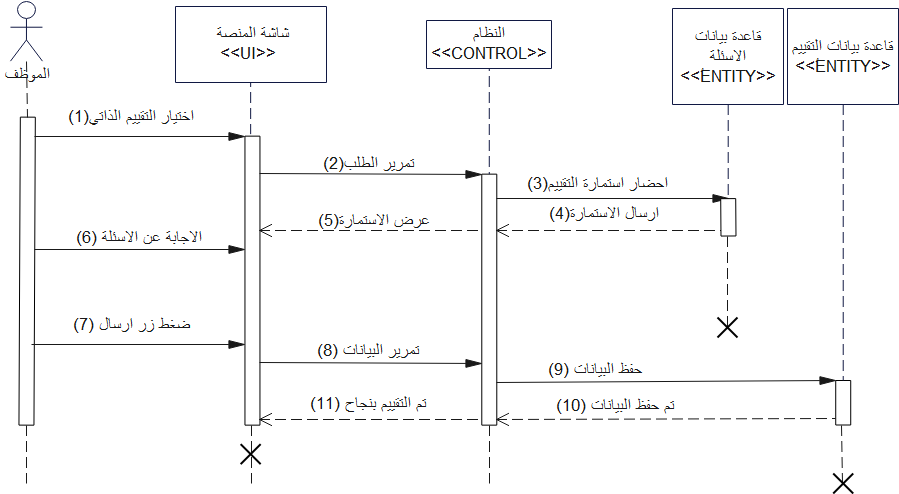 الموظف
شاشة المنصة
<<UI>>
النظام
<<CONTROL>>
قاعدة بيانات
الاسئلة
<<ENTITY>>
قاعدة بيانات التقييم
<<ENTITY>>
(1)اختيار التقييم الذاتي
(2)تمرير الطلب
(3)احضار استمارة التقييم
(4)ارسال الاستمارة
(5)عرض الاستمارة
(6) الاجابة عن الاسئلة
(7) ضغط زر ارسال
(8) تمرير البيانات
(9) حفظ البيانات
(10) تم حفظ البيانات
(11) تم التقييم بنجاح